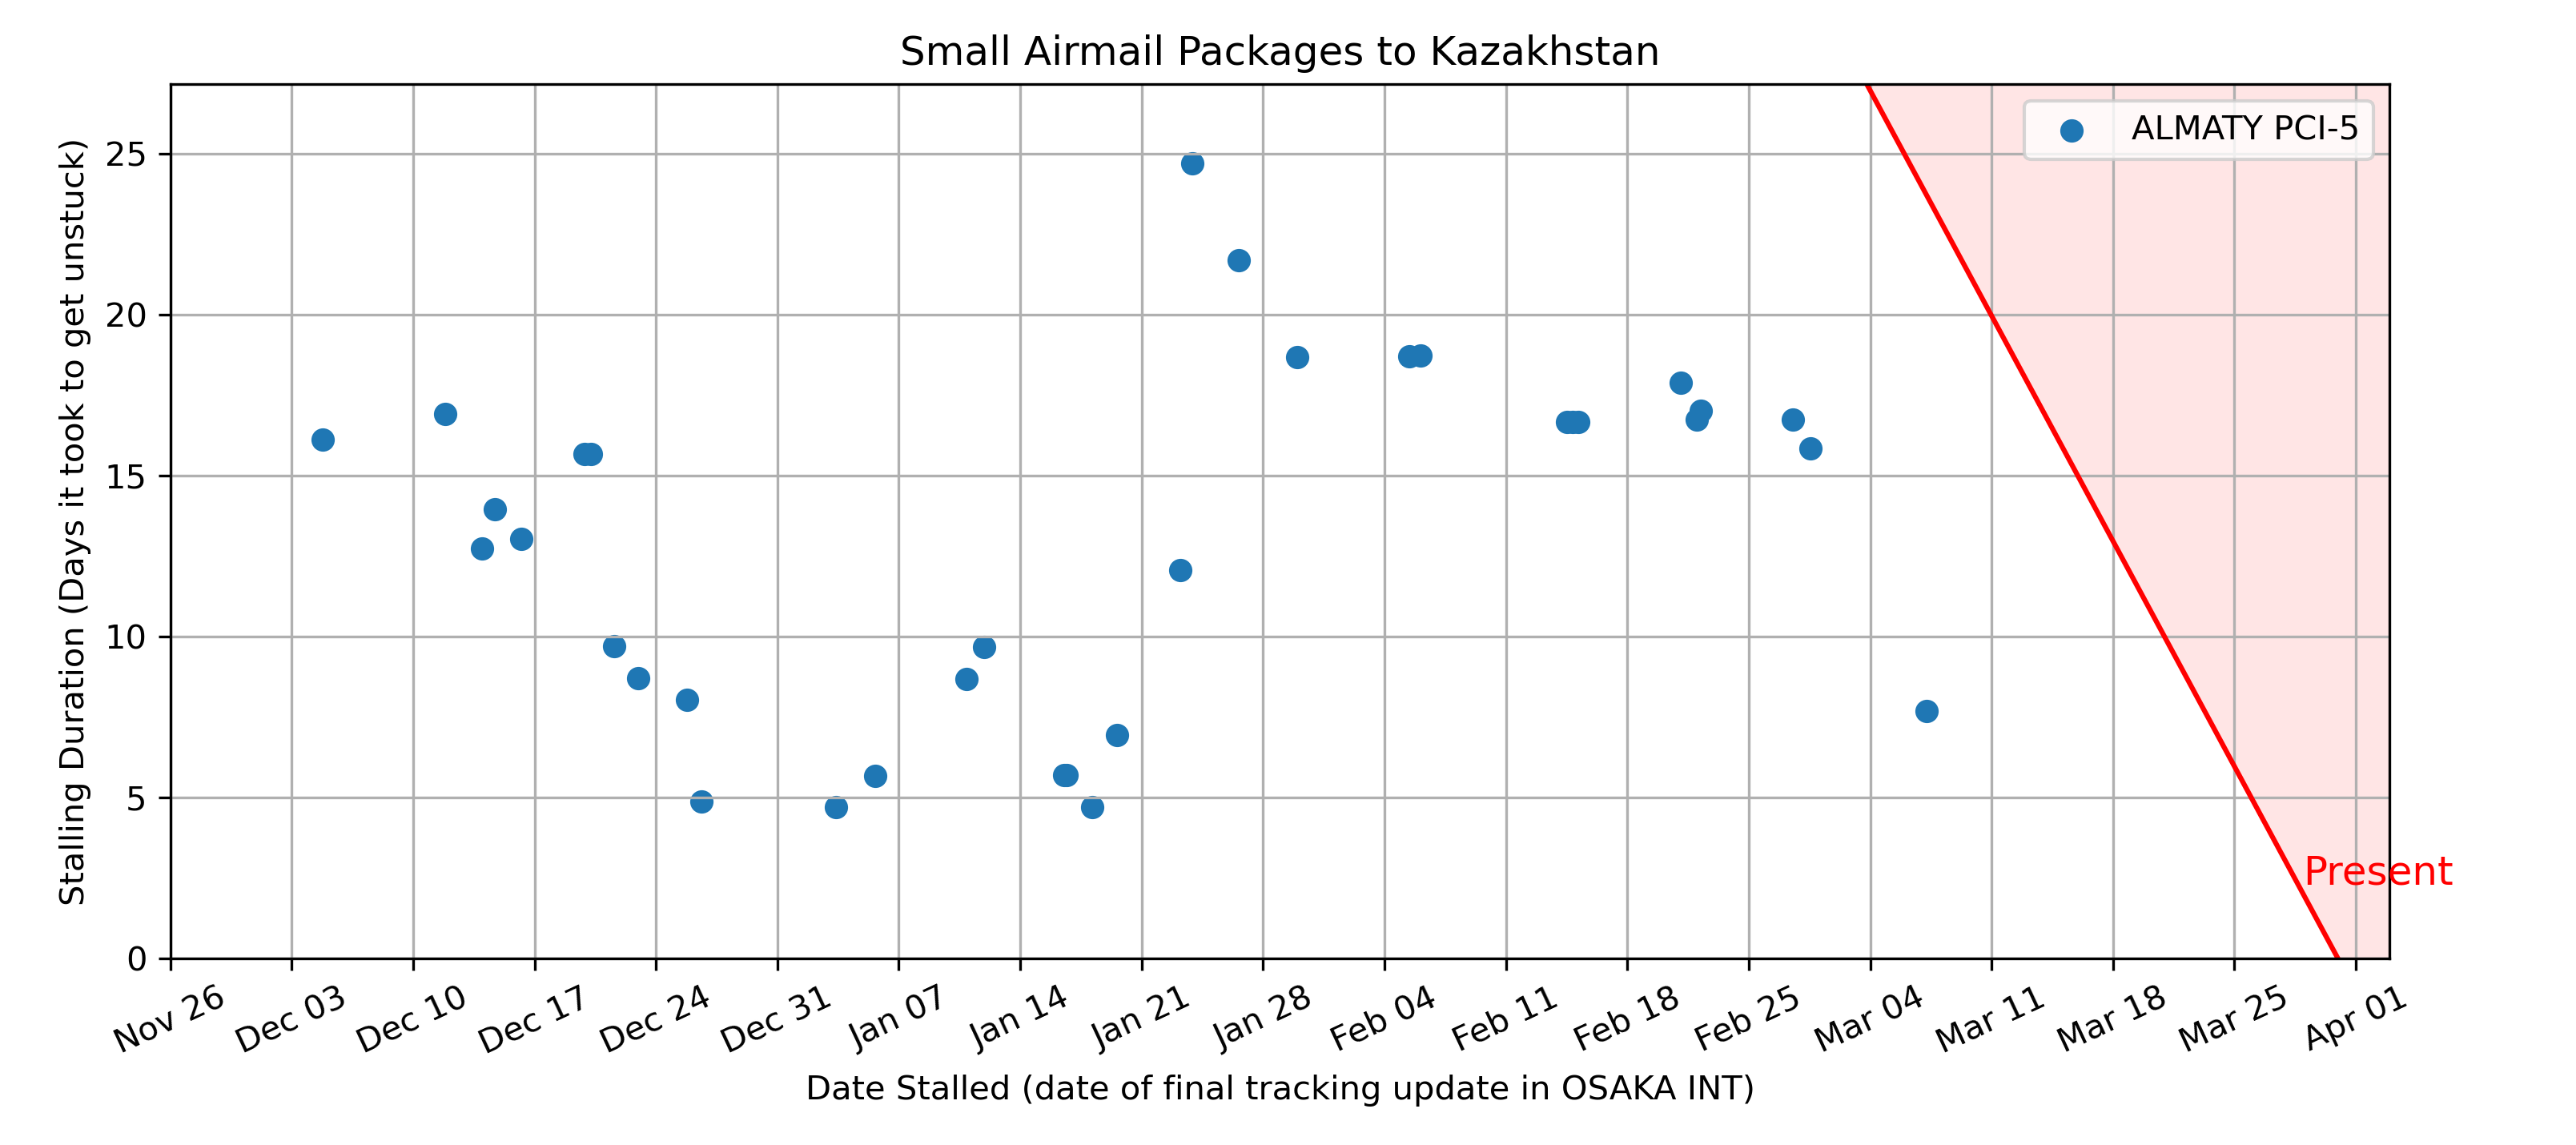 Small Airmail Packages to Kazakhstan
ALMATY PCI-5
Stalling Duration (Days it took to get unstuck)
25
20
15
10
5
0
Present
Nov 26
Dec 03
Dec 10
Dec 17
Dec 24
Dec 31
Jan 07
Jan 14
Jan 21
Jan 28
Feb 04
Feb 11
Feb 18
Feb 25
Mar 04
Mar 11
Mar 18
Mar 25
Apr 01
Date Stalled (date of final tracking update in OSAKA INT)